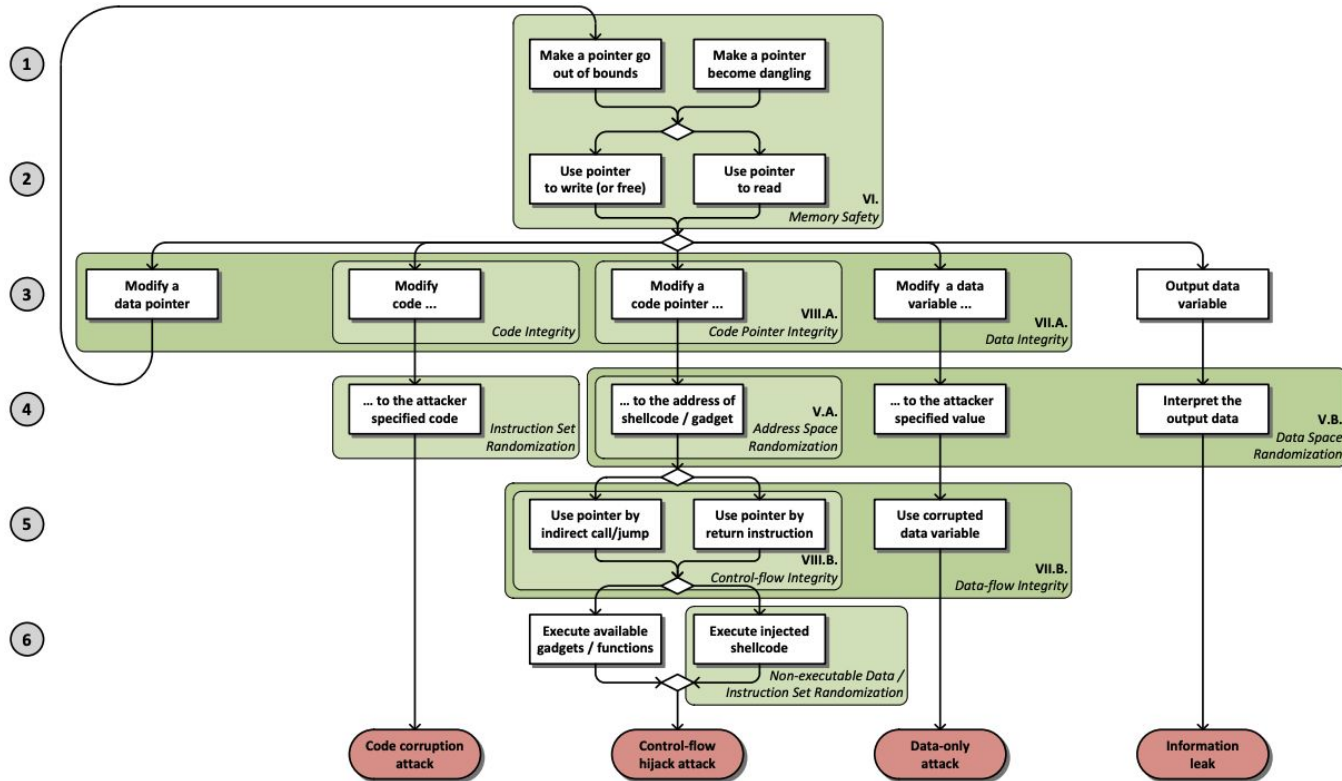 1
Make a pointer go
out of bounds
Make a pointer
become dangling
2
Use pointer
to write (or free)
Use pointer
to read
VI.
Memory Safety
3
Modify a
data pointer
Modify
code ...
Code Integrity
Modify a
code pointer ...
VIII.A.
Code Pointer Integrity
Modify a data
variable ...
VII.A.
Data Integrity
Output data
variable
4
... to the attacker
specified code
Instruction Set
Randomization
... to the address of
shellcode / gadget
V.A.
Address Space
Randomization
... to the attacker
specified value
Interpret the
output data
V.B.
Data Space
Randomization
5
Use pointer by
indirect call/jump
Use pointer by
return instruction
VIII.B.
Control-flow Integrity
Use corrupted
data variable
VII.B.
Data-flow Integrity
6
Execute available
gadgets / functions
Execute injected
shellcode
Non-executable Data /
Instruction Set Randomization
Code corruption
attack
Control-flow
hijack attack
Data-only
attack
Information
leak